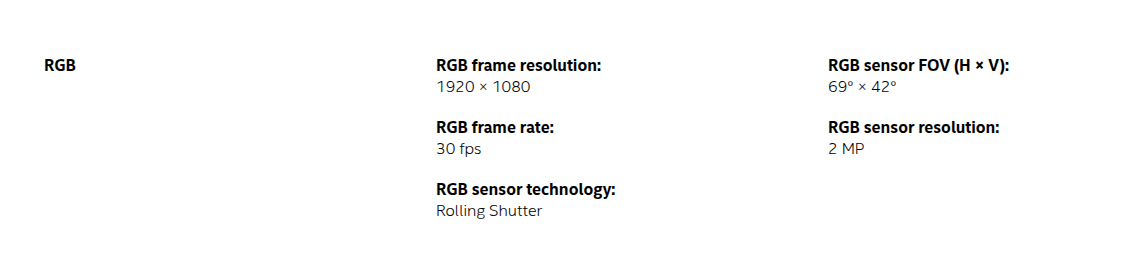 RGB
RGB frame resolution:
1920 × 1080
RGB frame rate:
30 fps
RGB sensor technology:
Rolling Shutter
RGB sensor FOV (H × V):
69° × 42°
RGB sensor resolution:
2 MP